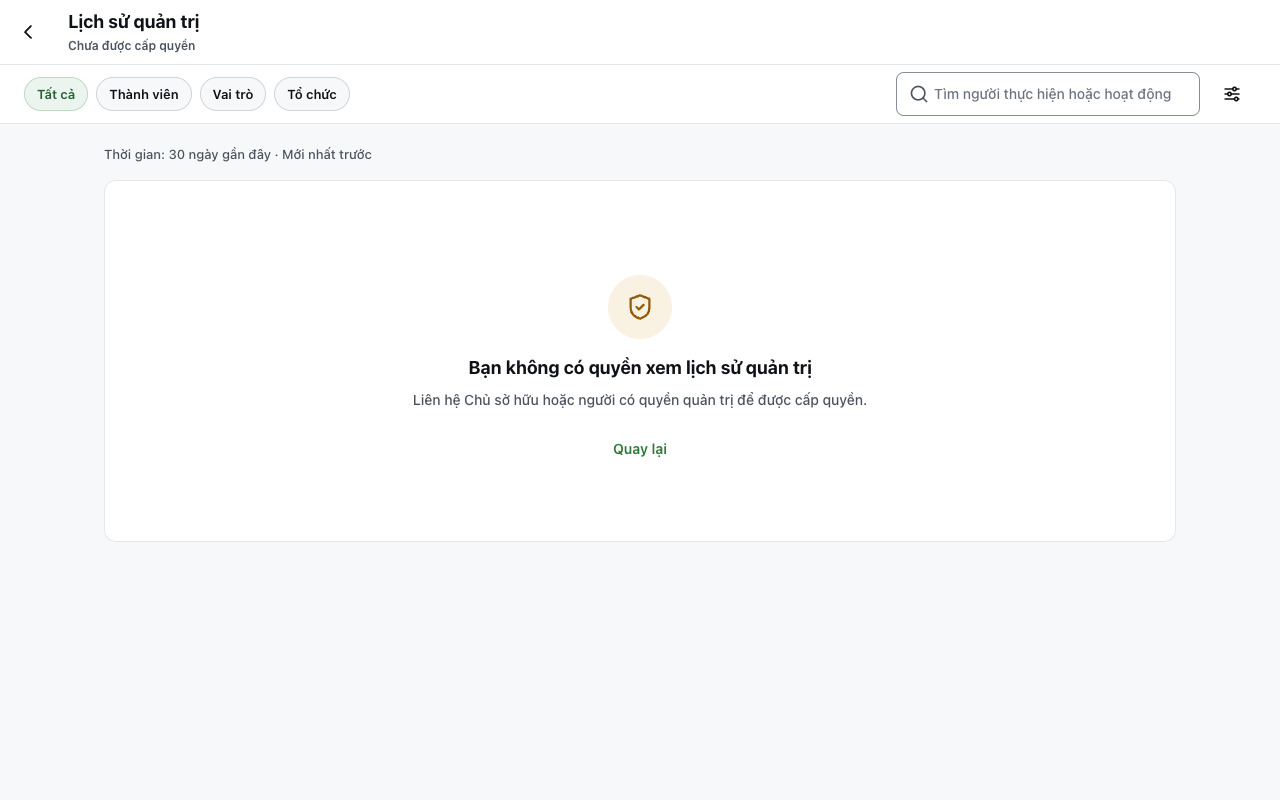 Lịch sử quản trị
Chưa được cấp quyền
Tất cả
Thành viên
Vai trò
Tổ chức
Tìm người thực hiện hoặc hoạt động
Thời gian: 30 ngày gần đây · Mới nhất trước
Bạn không có quyền xem lịch sử quản trị
Liên hệ Chủ sở hữu hoặc người có quyền quản trị để được cấp quyền.
Quay lại